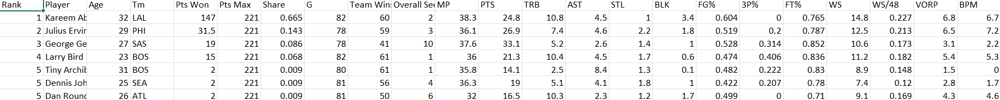 Rank Player Age Tm Pts Won Pts Max Share G Team Wins Overall See MP PTS TRB AST STL BLK FG% 3P% FT% WS WS/48 VORP BPM
1 Kareem Ab 32 LAL 147 221 0.665 82 60 2 38.3 24.8 10.8 4.5 1 3.4 0.604 0 0.765 14.8 0.227 6.8 6.7
2 Julius Ervin 29 PHI 31.5 221 0.143 78 59 3 36.1 26.9 7.4 4.6 2.2 1.8 0.519 0.2 0.787 12.5 0.213 6.5 7.2
3 George Ge 27 SAS 19 221 0.086 78 41 10 37.6 33.1 5.2 2.6 1.4 1 0.528 0.314 0.852 10.6 0.173 3.1 2.2
4 Larry Bird 23 BOS 15 221 0.068 82 61 1 36 21.3 10.4 4.5 1.7 0.6 0.474 0.406 0.836 11.2 0.182 5.4 5.3
5 Tiny Archib 31 BOS 2 221 0.009 80 61 1 35.8 14.1 2.5 8.4 1.3 0.1 0.482 0.222 0.83 8.9 0.148 1.5 0
5 Dennis Joh 25 SEA 2 221 0.009 81 56 4 36.3 19 5.1 4.1 1.8 1 0.422 0.207 0.78 7.4 0.12 2.8 1.7
5 Dan Round 26 ATL 2 221 0.009 81 50 6 32 16.5 10.3 2.3 1.2 1.7 0.499 0 0.71 9.1 0.169 4.3 4.6